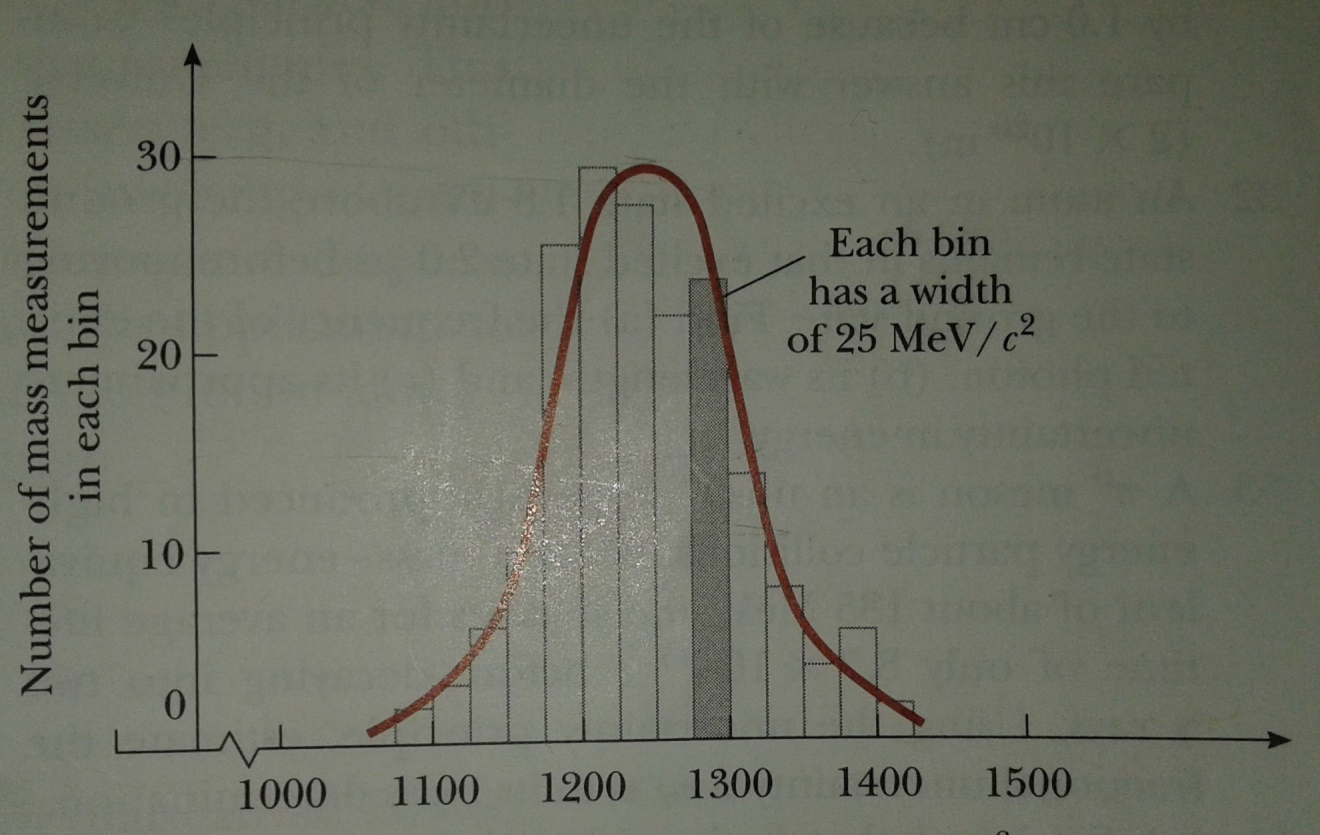 Number of mass measurements
in each bin
30
20
10
0
Each bin
has a width
of 25 MeV/c²
1000 1100 1200 1300 1400 1500